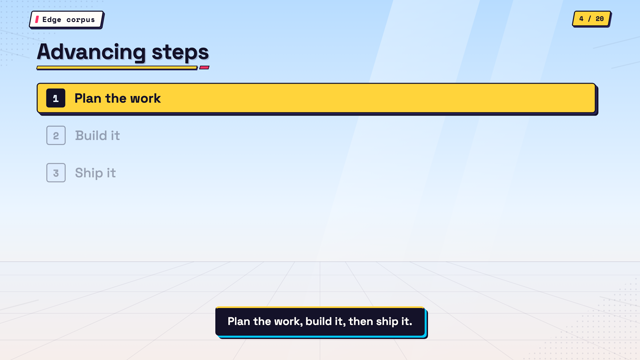 Edge corpus
4 / 20
Advancing steps
1 Plan the work
2 Build it
3 Ship it
Plan the work, build it, then ship it.